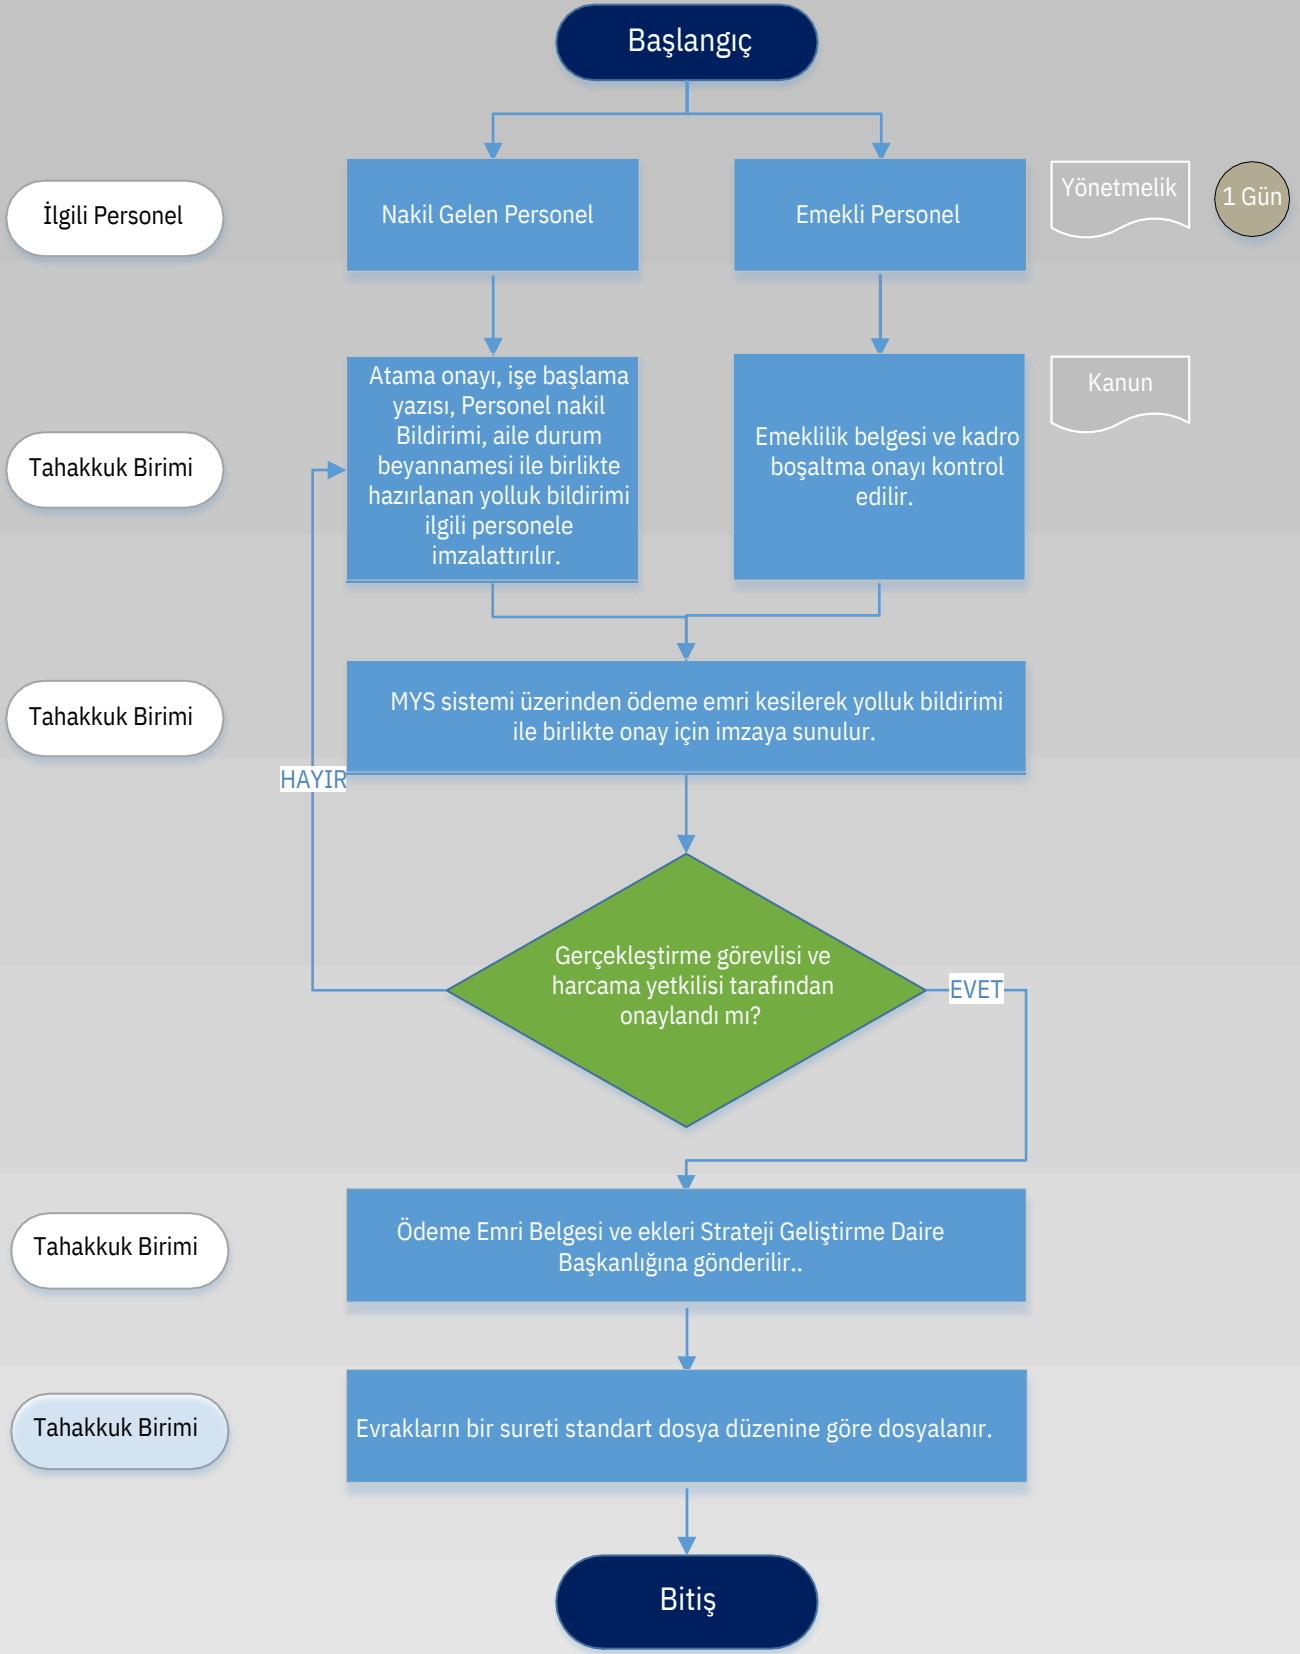 Başlangıç
İlgili Personel
Nakil Gelen Personel
Emekli Personel
Yönetmelik
1 Gün
Tahakkuk Birimi
Atama onayı, işe başlama
yazısı, Personel nakil
Bildirimi, aile durum
beyannamesi ile birlikte
hazırlanan yolluk bildirimi
ilgili personele
imzalattırılır.
Emeklilik belgesi ve kadro
boşaltma onayı kontrol
edilir.
Kanun
Tahakkuk Birimi
MYS sistemi üzerinden ödeme emri kesilerek yolluk bildirimi
ile birlikte onay için imzaya sunulur.
HAYIR
Gerçekleştirme görevlisi ve
harcama yetkilisi tarafından
onaylandı mı?
EVET
Tahakkuk Birimi
Ödeme Emri Belgesi ve ekleri Strateji Geliştirme Daire
Başkanlığına gönderilir..
Tahakkuk Birimi
Evrakların bir sureti standart dosya düzenine göre dosyalanır.
Bitiş